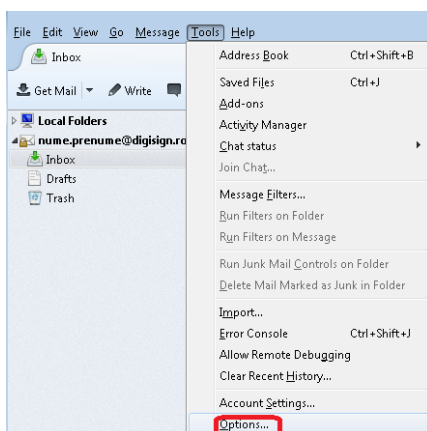 File Edit View Go Message Tools Help
Inbox
Get Mail Write
Local Folders
nume.prenume@digisign.ro
Inbox
Drafts
Trash
Address Book Ctrl+Shift+B
Saved Files Ctrl+J
Add-ons
Activity Manager
Chat status
Join Chat...
Message Filters...
Run Filters on Folder
Run Filters on Message
Run Junk Mail Controls on Folder
Delete Mail Marked as Junk in Folder
Import...
Error Console Ctrl+Shift+J
Allow Remote Debugging
Clear Recent History...
Account Settings...
Options...